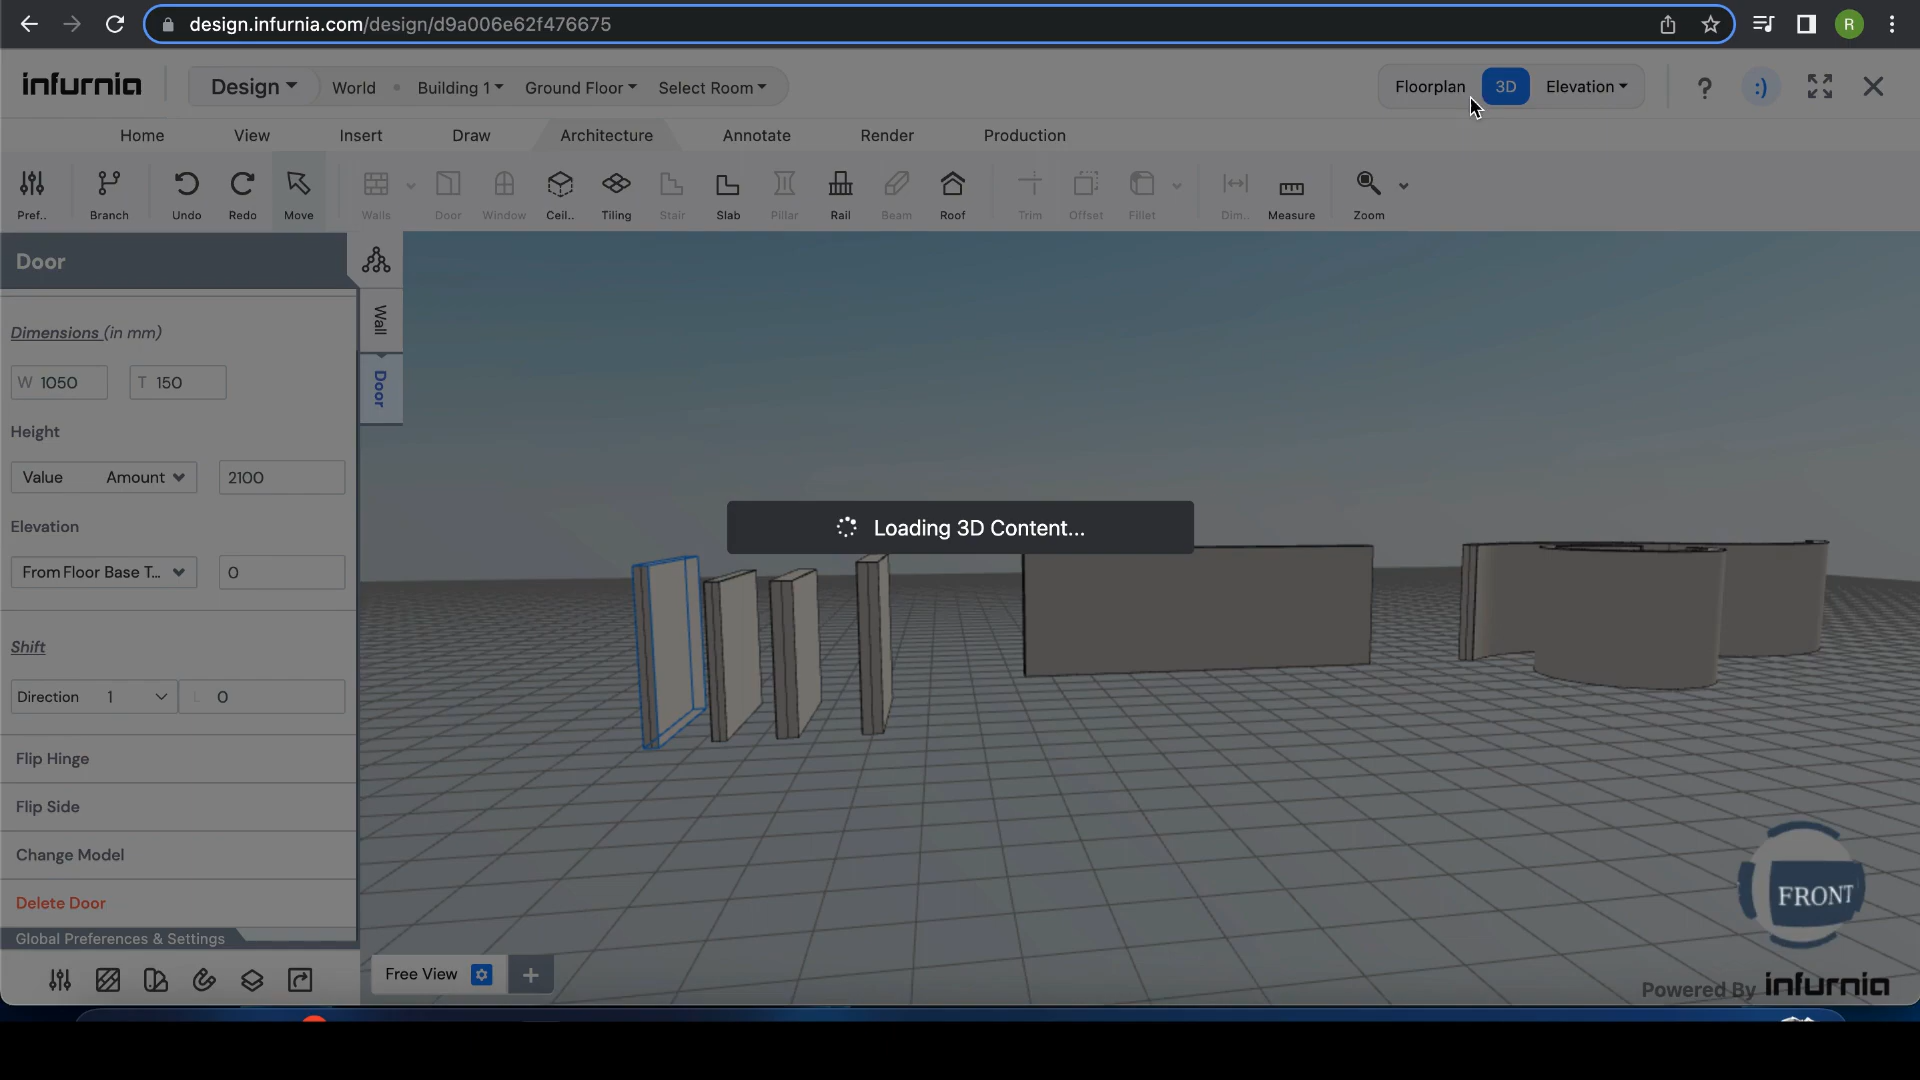 design.infurnia.com/design/d9a006e62f476675
R
infurnia
Design World Building 1 Ground Floor Select Room
Floorplan 3D Elevation ? :)
Home View Insert Draw Architecture Annotate Render Production
Pref.. Branch Undo Redo Move Walls Door Window Ceil.. Tiling Stair Slab Pillar Rail Beam Roof Trim Offset Fillet Dim.. Measure Zoom
Door
Wall
Door
Dimensions (in mm)
W 1050 T 150
Height
Value Amount 2100
Elevation
From Floor Base T... 0
Shift
Direction 1 L 0
Flip Hinge
Flip Side
Change Model
Delete Door
Global Preferences & Settings
Loading 3D Content...
FRONT
Free View +
Powered By infurnia